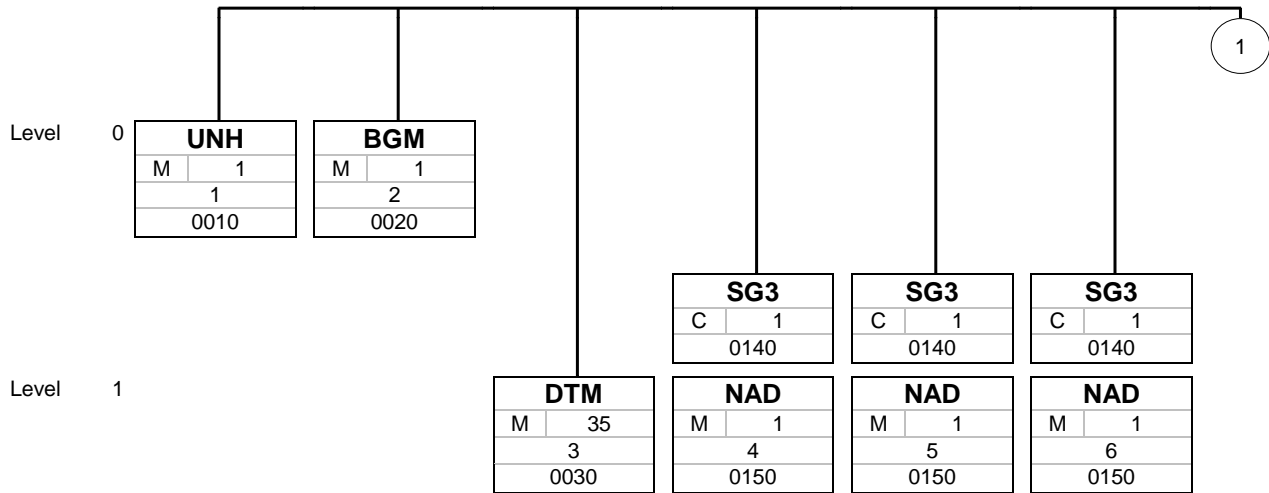 1
Level 0
UNH BGM
M 1 M 1
1 2
0010 0020
SG3 SG3 SG3
C 1 C 1 C 1
0140 0140 0140
Level 1
DTM NAD NAD NAD
M 35 M 1 M 1 M 1
3 4 5 6
0030 0150 0150 0150